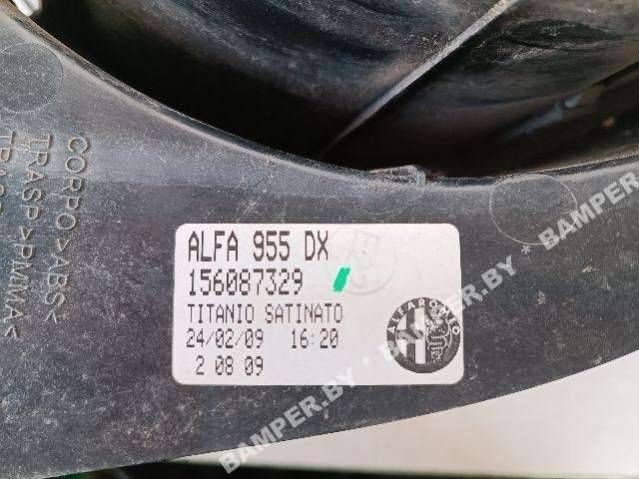 CORPO >ABS<
TRASP >PMMA<
TRAS
ALFA 955 DX
156087329
TITANIO SATINATO
24/02/09 16:20
2 08 09
ALFA ROMEO
BAMPER.BY * BAMPER.BY * BAMPER.BY